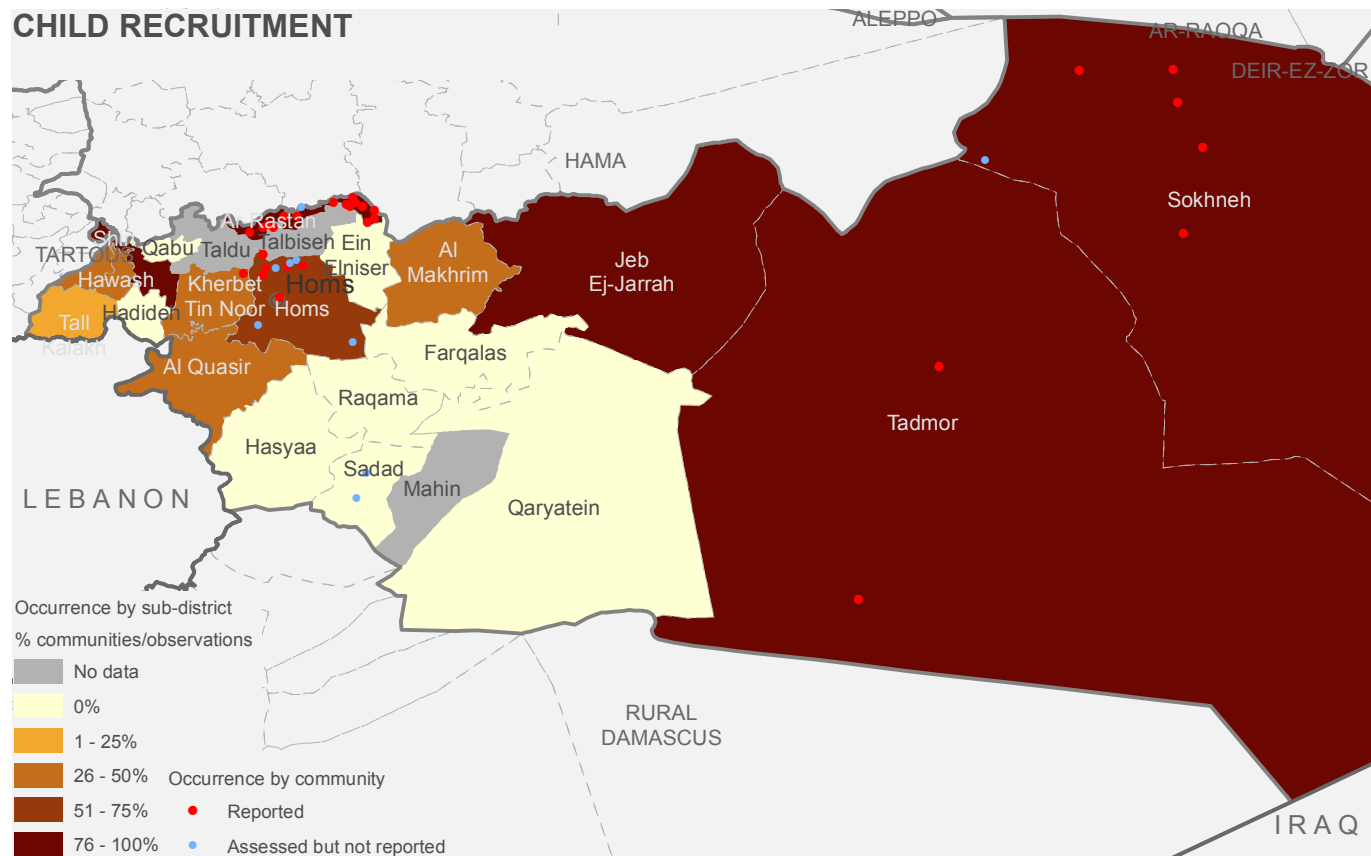 CHILD RECRUITMENT
ALEPPO
AR-RAQQA
DEIR-EZ-ZOR
HAMA
Sokhneh
Ar-Rastan
Shin
TARTOUS
Qabu
Taldu
Talbiseh
Ein
Elniser
Al
Makhrim
Jeb
Ej-Jarrah
Hawash
Kherbet
Tin Noor
Homs
Homs
Hadideh
Tall
Kalakh
Al Quasir
Farqalas
Raqama
Tadmor
Hasyaa
Sadad
Mahin
Qaryatein
LEBANON
RURAL
DAMASCUS
IRAQ
Occurrence by sub-district
% communities/observations
No data
0%
1 - 25%
26 - 50%
51 - 75%
76 - 100%
Occurrence by community
Reported
Assessed but not reported